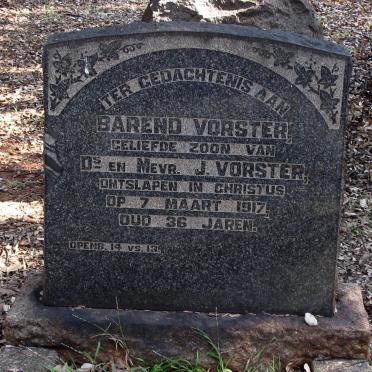 TER GEDACHTENIS AAN
BAREND VORSTER,
GELIEFDE ZOON VAN
DS EN MEVR. J. VORSTER,
ONTSLAPEN IN CHRISTUS
OP 7 MAART 1917,
OUD 36 JAREN.
OPENB. 14 VS 13.